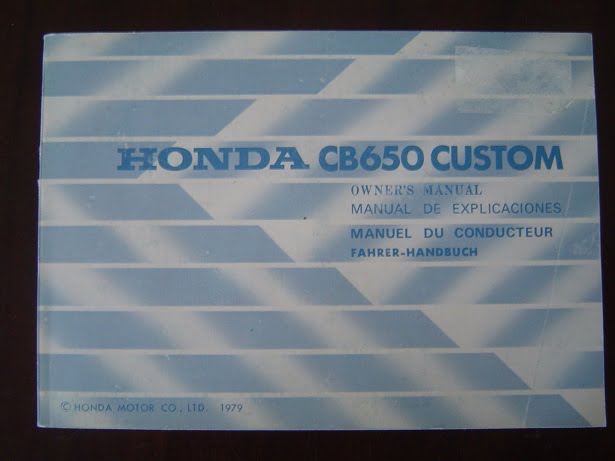 HONDA CB650 CUSTOM
OWNER'S MANUAL
MANUAL DE EXPLICACIONES
MANUEL DU CONDUCTEUR
FAHRER-HANDBUCH
© HONDA MOTOR CO., LTD. 1979